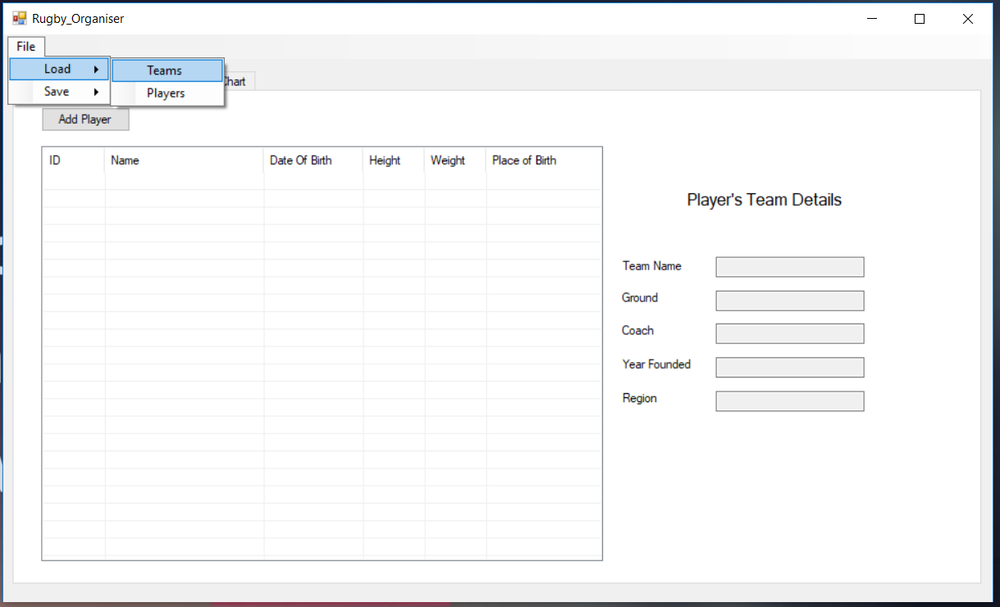 Rugby_Organiser
File
Load
Teams
Save
Players
Add Player
ID Name Date Of Birth Height Weight Place of Birth
Player's Team Details
Team Name
Ground
Coach
Year Founded
Region